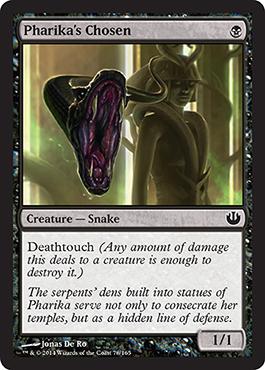 Pharika's Chosen
Creature — Snake
Deathtouch (Any amount of damage
this deals to a creature is enough to
destroy it.)
The serpents' dens built into statues of
Pharika serve not only to consecrate her
temples, but as a hidden line of defense.
1/1
Jonas De Ro
™ & © 2014 Wizards of the Coast 78/165